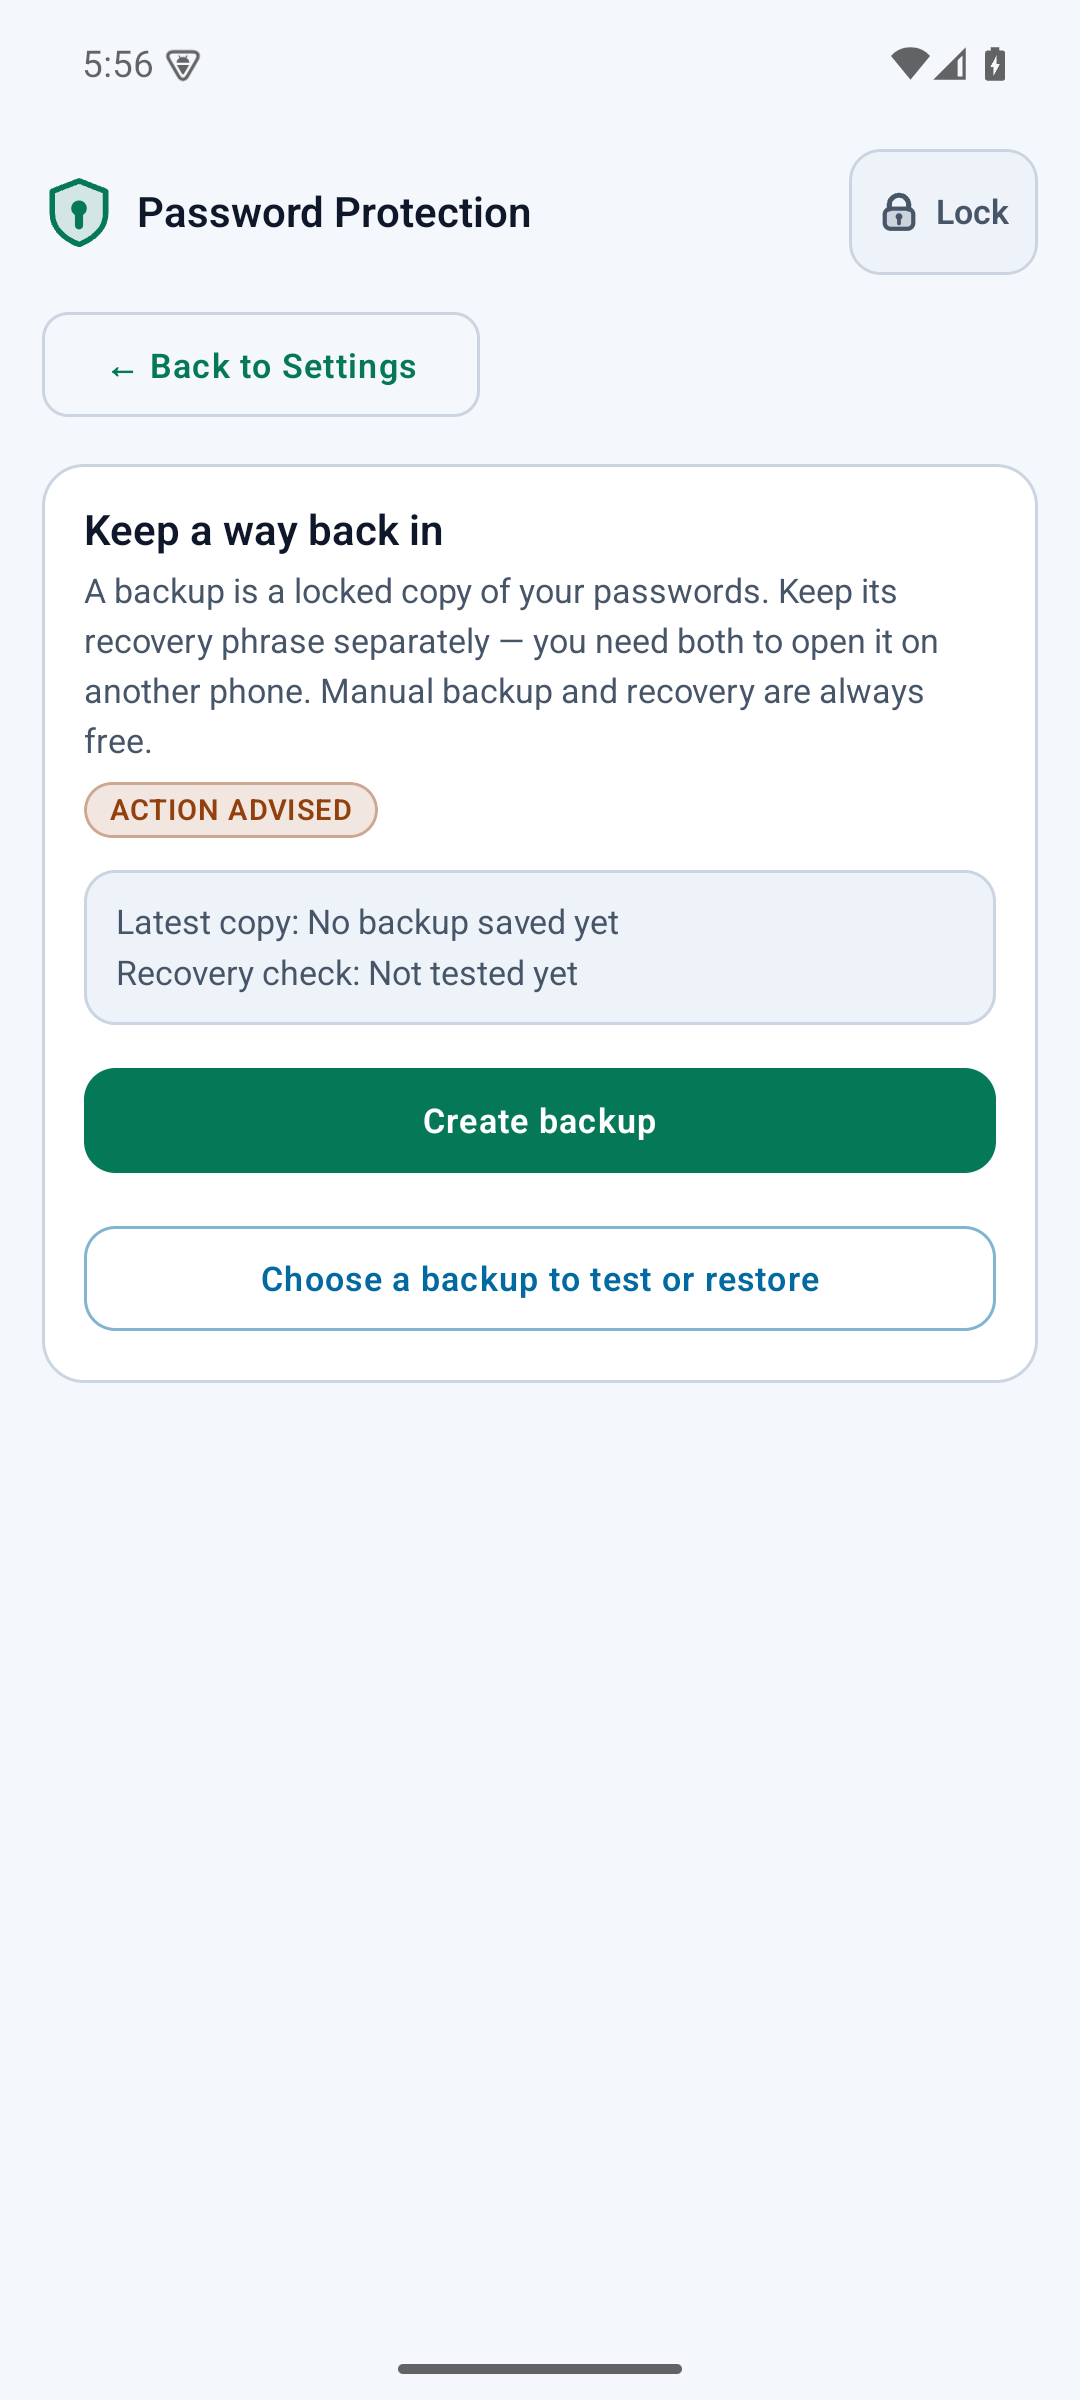 5:56
Password Protection
Lock
← Back to Settings
Keep a way back in
A backup is a locked copy of your passwords. Keep its
recovery phrase separately — you need both to open it on
another phone. Manual backup and recovery are always
free.
ACTION ADVISED
Latest copy: No backup saved yet
Recovery check: Not tested yet
Create backup
Choose a backup to test or restore